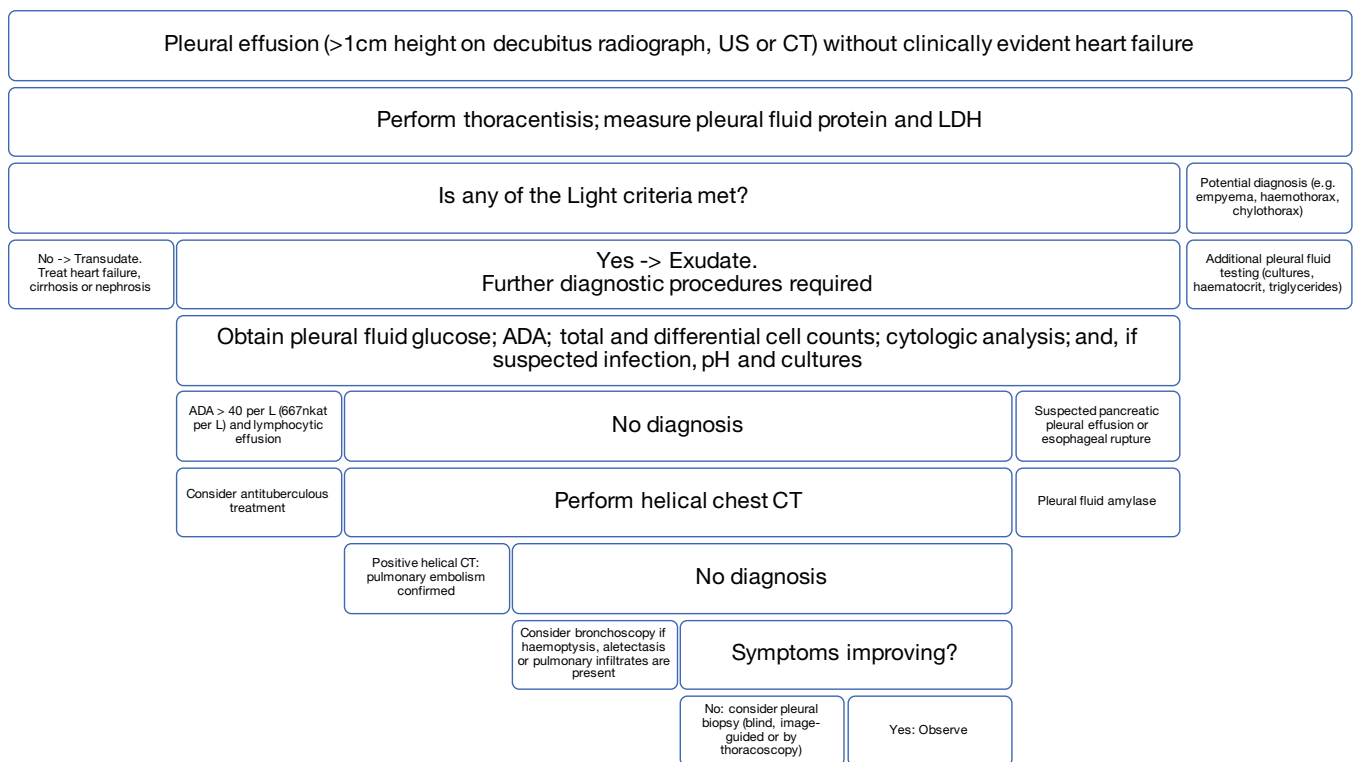 Pleural effusion (>1cm height on decubitus radiograph, US or CT) without clinically evident heart failure
Perform thoracentisis; measure pleural fluid protein and LDH
Is any of the Light criteria met?
Potential diagnosis (e.g.
empyema, haemothorax,
chylothorax)
No -> Transudate.
Treat heart failure,
cirrhosis or nephrosis
Yes -> Exudate.
Further diagnostic procedures required
Additional pleural fluid
testing (cultures,
haematocrit, triglycerides)
Obtain pleural fluid glucose; ADA; total and differential cell counts; cytologic analysis; and, if
suspected infection, pH and cultures
ADA > 40 per L (667nkat
per L) and lymphocytic
effusion
No diagnosis
Suspected pancreatic
pleural effusion or
esophageal rupture
Consider antituberculous
treatment
Perform helical chest CT
Pleural fluid amylase
Positive helical CT:
pulmonary embolism
confirmed
No diagnosis
Consider bronchoscopy if
haemoptysis, aletectasis
or pulmonary infiltrates are
present
Symptoms improving?
No: consider pleural
biopsy (blind, image-
guided or by
thoracoscopy)
Yes: Observe